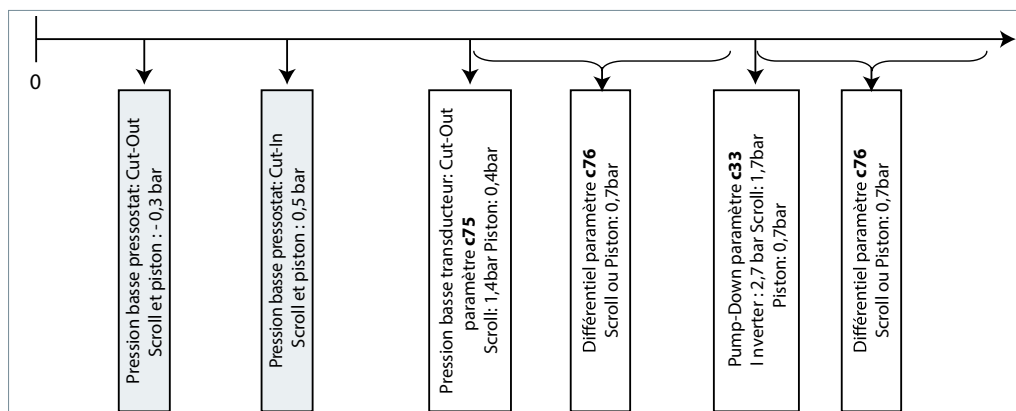 0
Pression basse pressostat: Cut-Out
Scroll et piston : - 0,3 bar
Pression basse pressostat: Cut-In
Scroll et piston : 0,5 bar
Pression basse transducteur: Cut-Out
paramètre c75
Scroll: 1,4bar Piston: 0,4bar
Différentiel paramètre c76
Scroll ou Piston: 0,7bar
Pump-Down paramètre c33
Inverter : 2,7 bar Scroll: 1,7bar
Piston: 0,7bar
Différentiel paramètre c76
Scroll ou Piston: 0,7bar